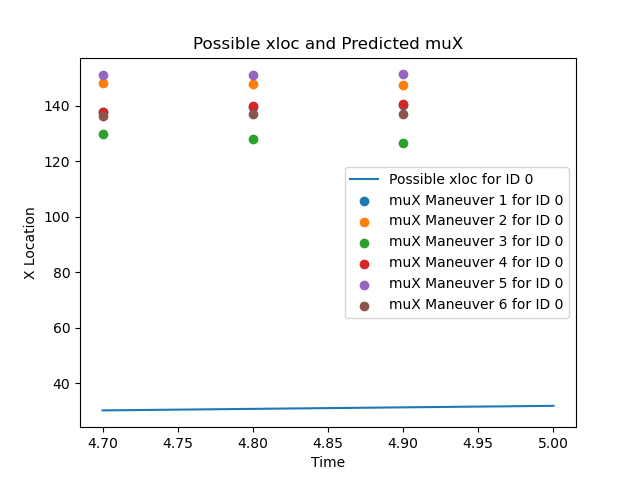 Possible xloc and Predicted muX
X Location
140
120
100
80
60
40
Possible xloc for ID 0
muX Maneuver 1 for ID 0
muX Maneuver 2 for ID 0
muX Maneuver 3 for ID 0
muX Maneuver 4 for ID 0
muX Maneuver 5 for ID 0
muX Maneuver 6 for ID 0
4.70 4.75 4.80 4.85 4.90 4.95 5.00
Time